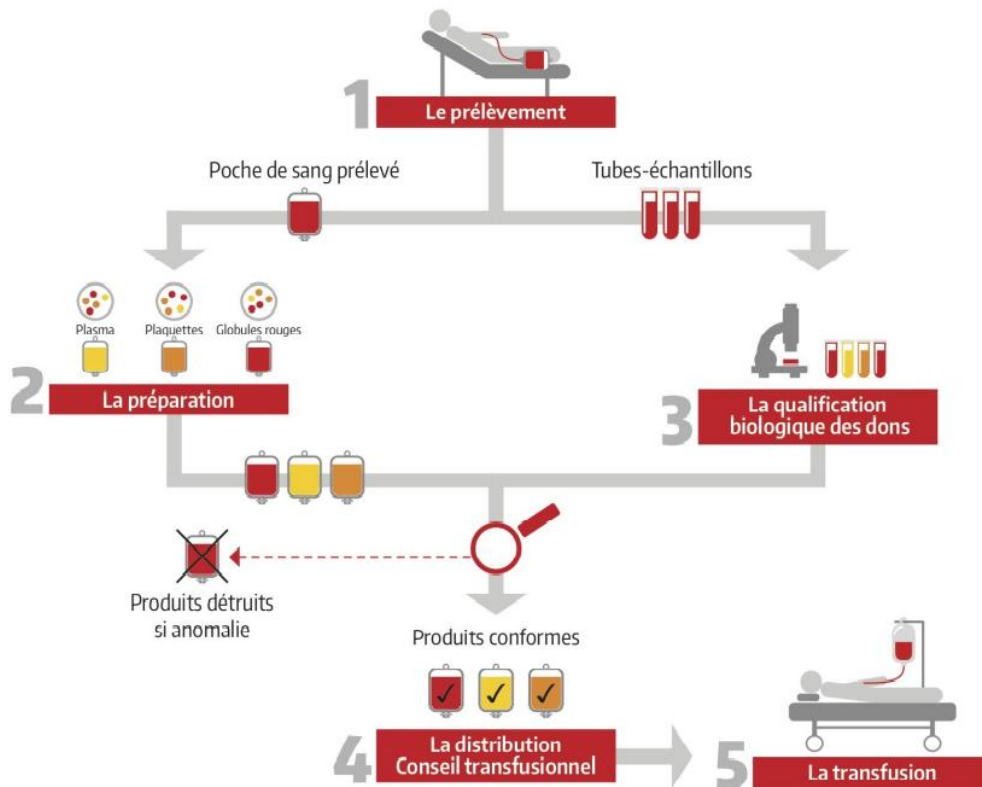 1
Le prélèvement
Poche de sang prélevé
Tubes-échantillons
Plasma
Plaquettes
Globules rouges
2
La préparation
3
La qualification
biologique des dons
Produits détruits
si anomalie
Produits conformes
4
La distribution
Conseil transfusionnel
5
La transfusion